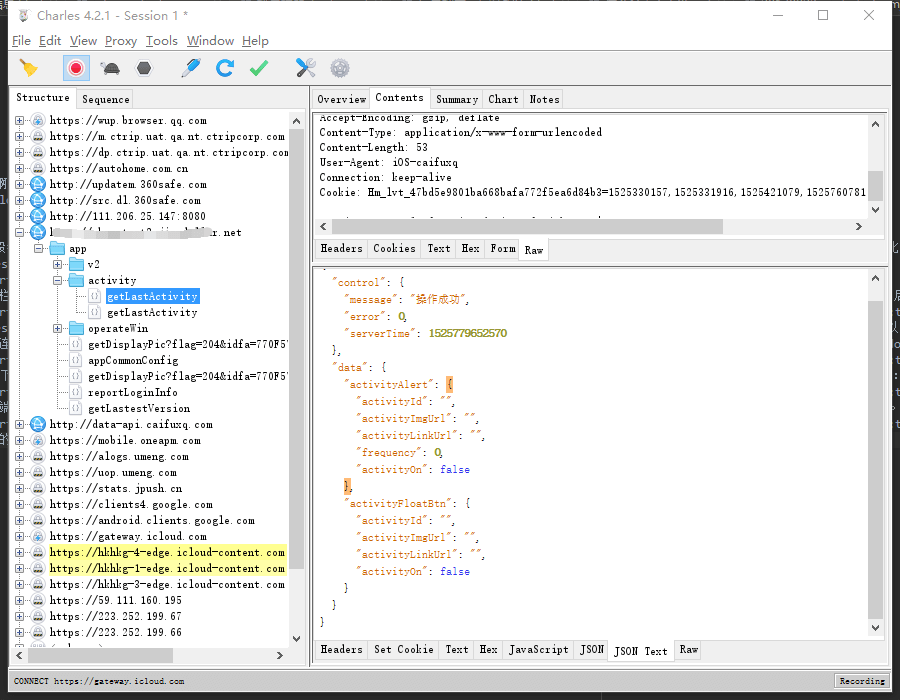 Charles 4.2.1 - Session 1 *
File Edit View Proxy Tools Window Help
Structure Sequence
https://wup.browser.qq.com
https://m.ctrip.uat.qa.nt.ctripcorp.com
https://dp.ctrip.uat.qa.nt.ctripcorp.com
https://autohome.com.cn
http://updatem.360safe.com
http://src.dl.360safe.com
http://111.206.25.147:8080
.net
app
v2
activity
getLastActivity
getLastActivity
operateWin
getDisplayPic?flag=204&idfa=770F5
appCommonConfig
getDisplayPic?flag=204&idfa=770F5
reportLoginInfo
getLastestVersion
http://data-api.caifuxq.com
https://mobile.oneapm.com
https://alogs.umeng.com
https://uop.umeng.com
https://stats.jpush.cn
https://clients4.google.com
https://android.clients.google.com
https://gateway.icloud.com
https://hkhkg-4-edge.icloud-content.com
https://hkhkg-1-edge.icloud-content.com
https://hkhkg-3-edge.icloud-content.com
https://59.111.160.195
https://223.252.199.67
https://223.252.199.66
Overview Contents Summary Chart Notes
Accept-Encoding: gzip, deflate
Content-Type: application/x-www-form-urlencoded
Content-Length: 53
User-Agent: iOS-caifuxq
Connection: keep-alive
Cookie: Hm_lvt_47bd5e9801ba668bafa772f5ea6d84b3=1525330157,1525331916,1525421079,1525760781
Headers Cookies Text Hex Form Raw
"control": {
"message": "操作成功",
"error": 0,
"serverTime": 1525779652570
},
"data": {
"activityAlert": {
"activityId": "",
"activityImgUrl": "",
"activityLinkUrl": "",
"frequency": 0,
"activityOn": false
},
"activityFloatBtn": {
"activityId": "",
"activityImgUrl": "",
"activityLinkUrl": "",
"activityOn": false
}
}
}
Headers Set Cookie Text Hex JavaScript JSON JSON Text Raw
CONNECT https://gateway.icloud.com
Recording